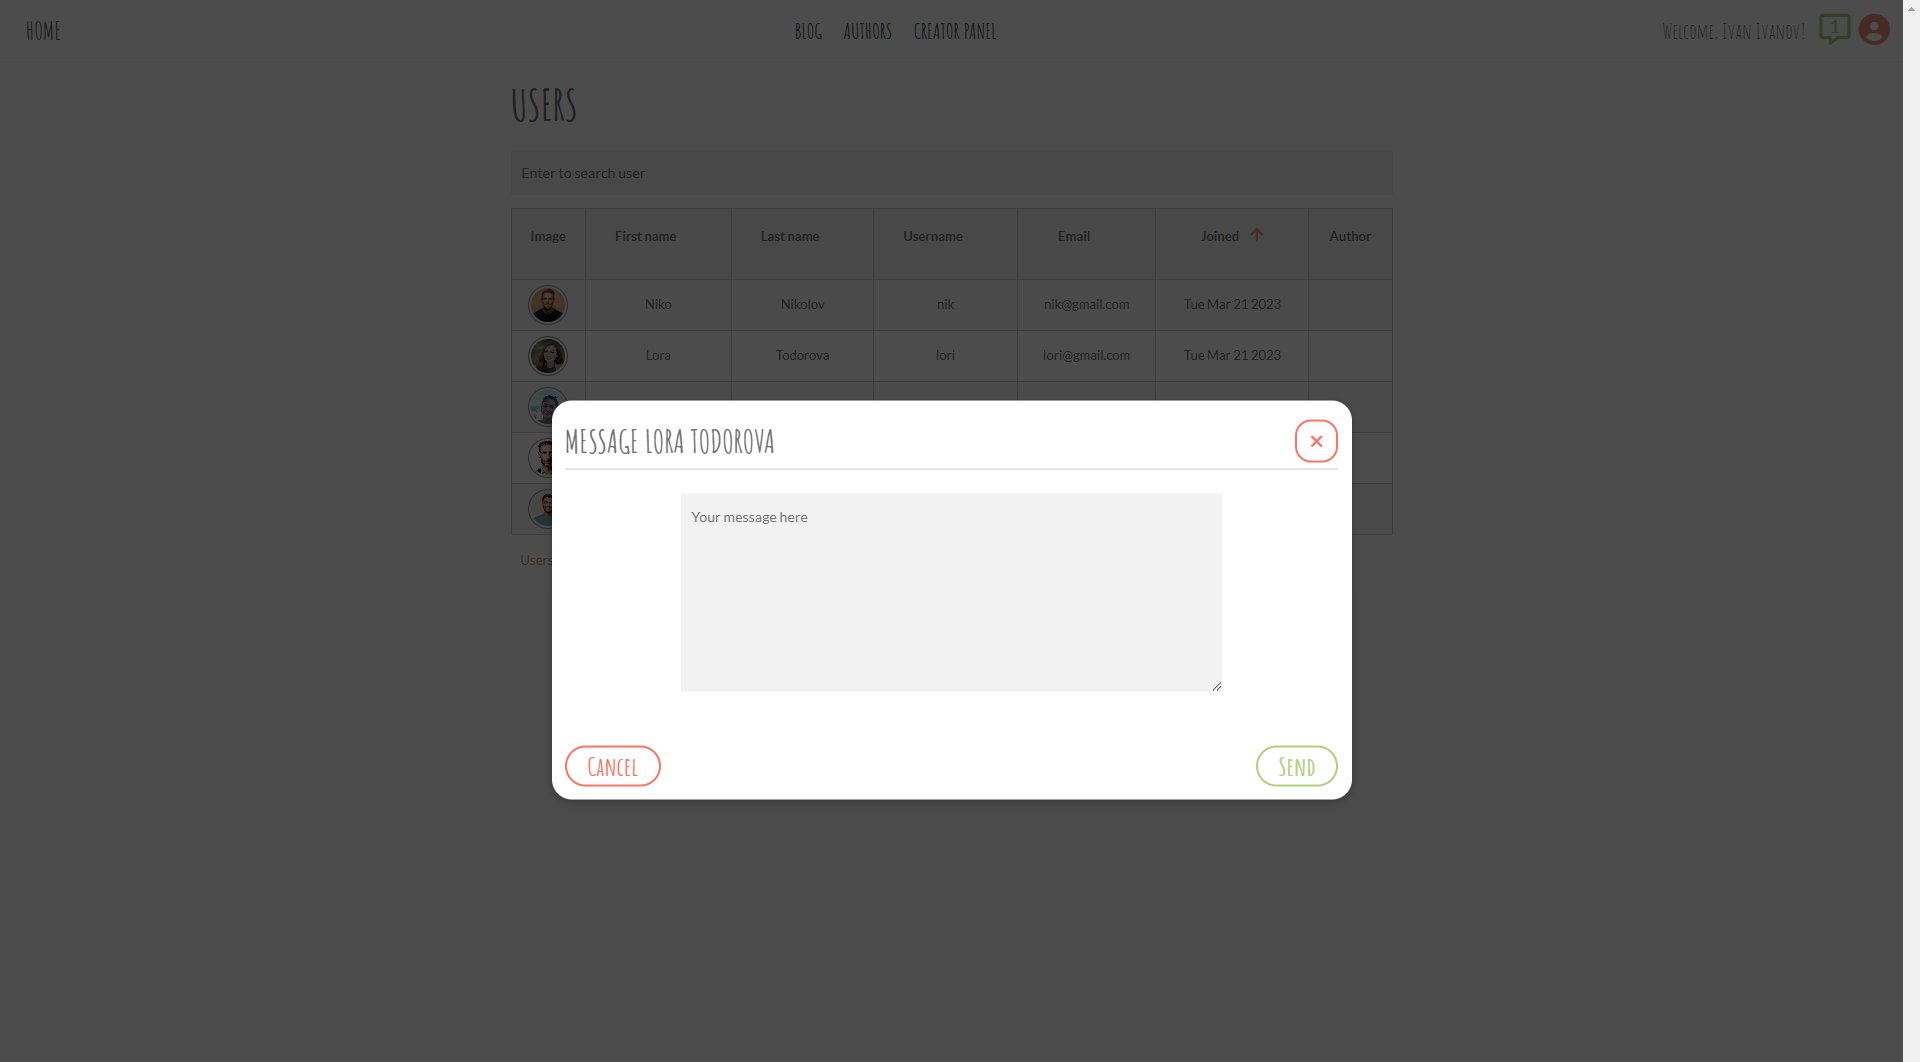 HOME
BLOG AUTHORS CREATOR PANEL
Welcome, Ivan Ivanov! 1
USERS
Enter to search user
Image First name Last name Username Email Joined Author
Niko Nikolov nik nik@gmail.com Tue Mar 21 2023
Lora Todorova lori lori@gmail.com Tue Mar 21 2023
MESSAGE LORA TODOROVA
Your message here
Users
Cancel Send